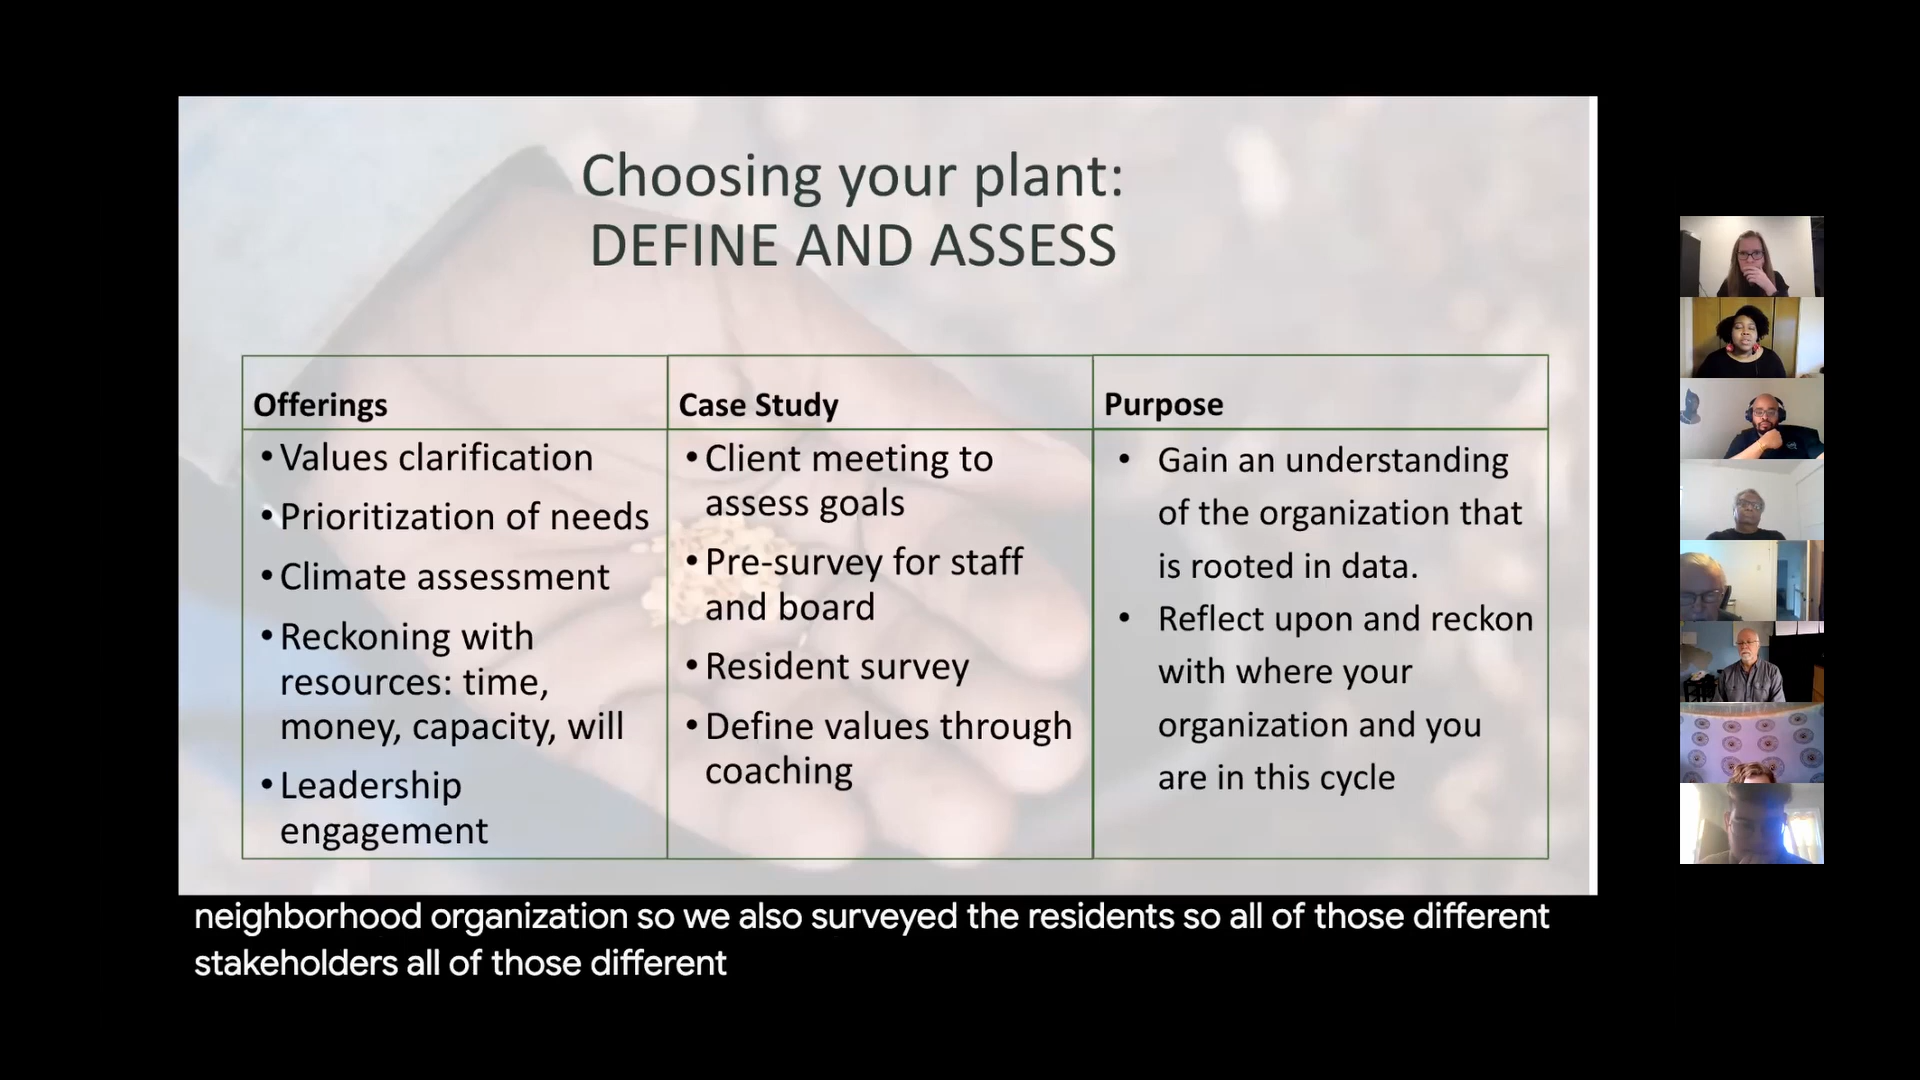 Choosing your plant:
DEFINE AND ASSESS
Offerings
• Values clarification
• Prioritization of needs
• Climate assessment
• Reckoning with
resources: time,
money, capacity, will
• Leadership
engagement
Case Study
• Client meeting to
assess goals
• Pre-survey for staff
and board
• Resident survey
• Define values through
coaching
Purpose
• Gain an understanding
of the organization that
is rooted in data.
• Reflect upon and reckon
with where your
organization and you
are in this cycle
neighborhood organization so we also surveyed the residents so all of those different
stakeholders all of those different